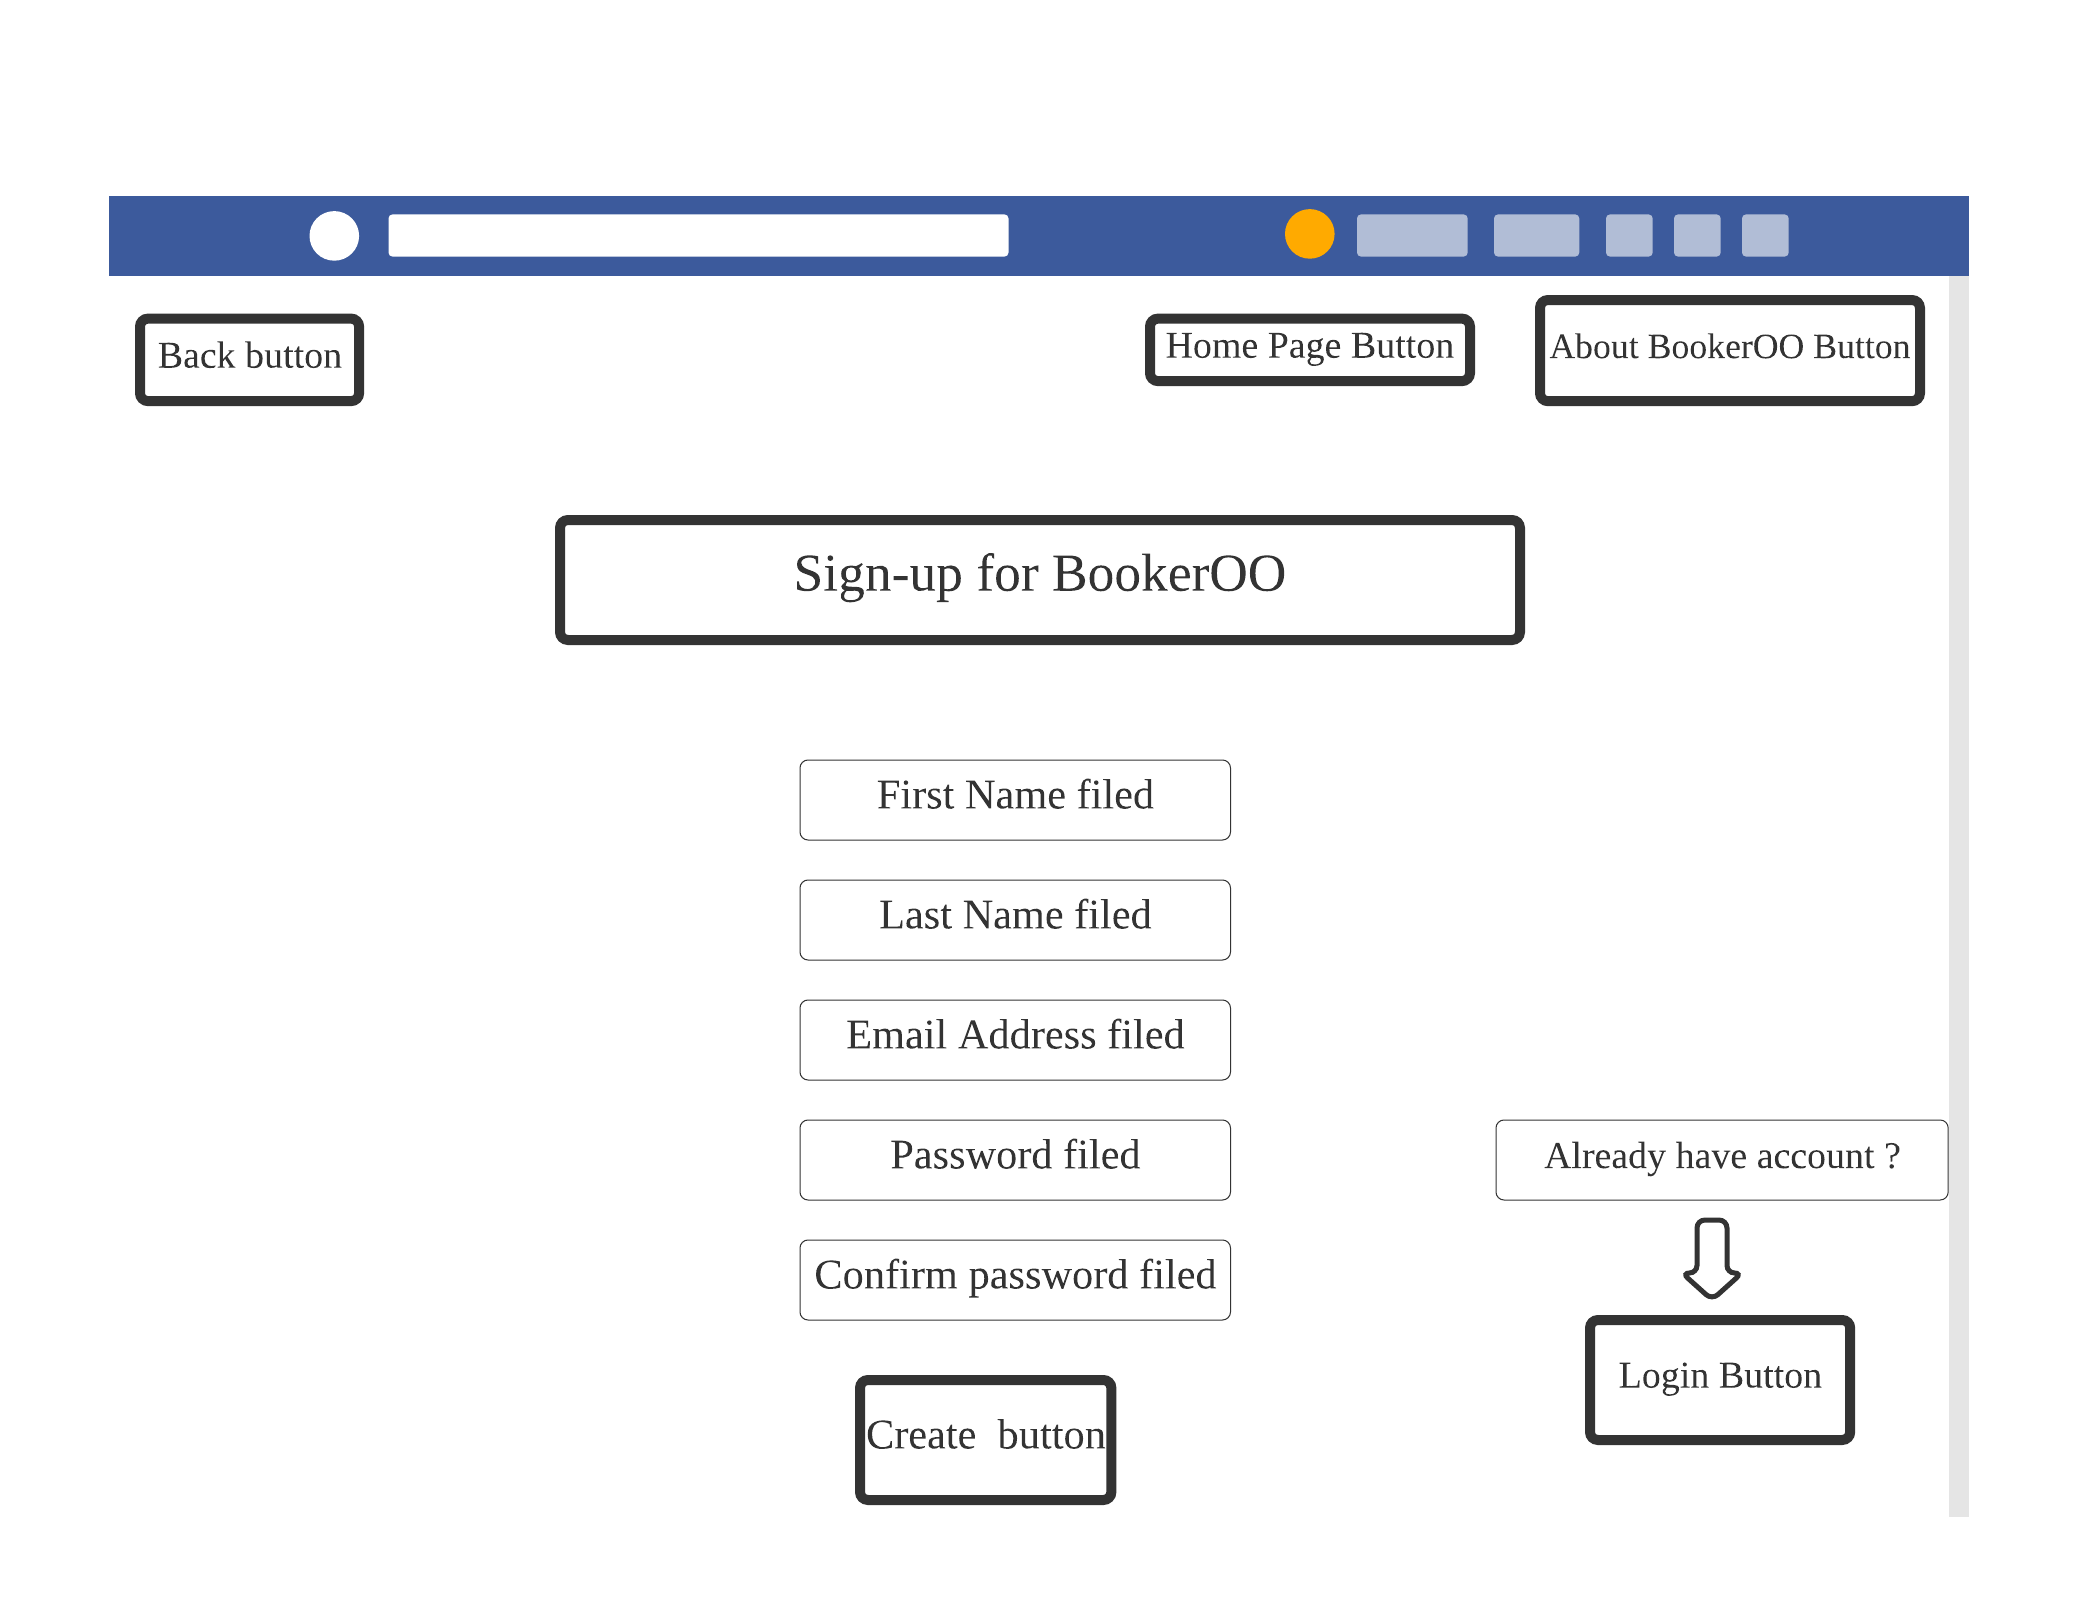 Back button
Home Page Button
About BookerOO Button
Sign-up for BookerOO
First Name filed
Last Name filed
Email Address filed
Password filed
Already have account ?
Confirm password filed
Login Button
Create  button